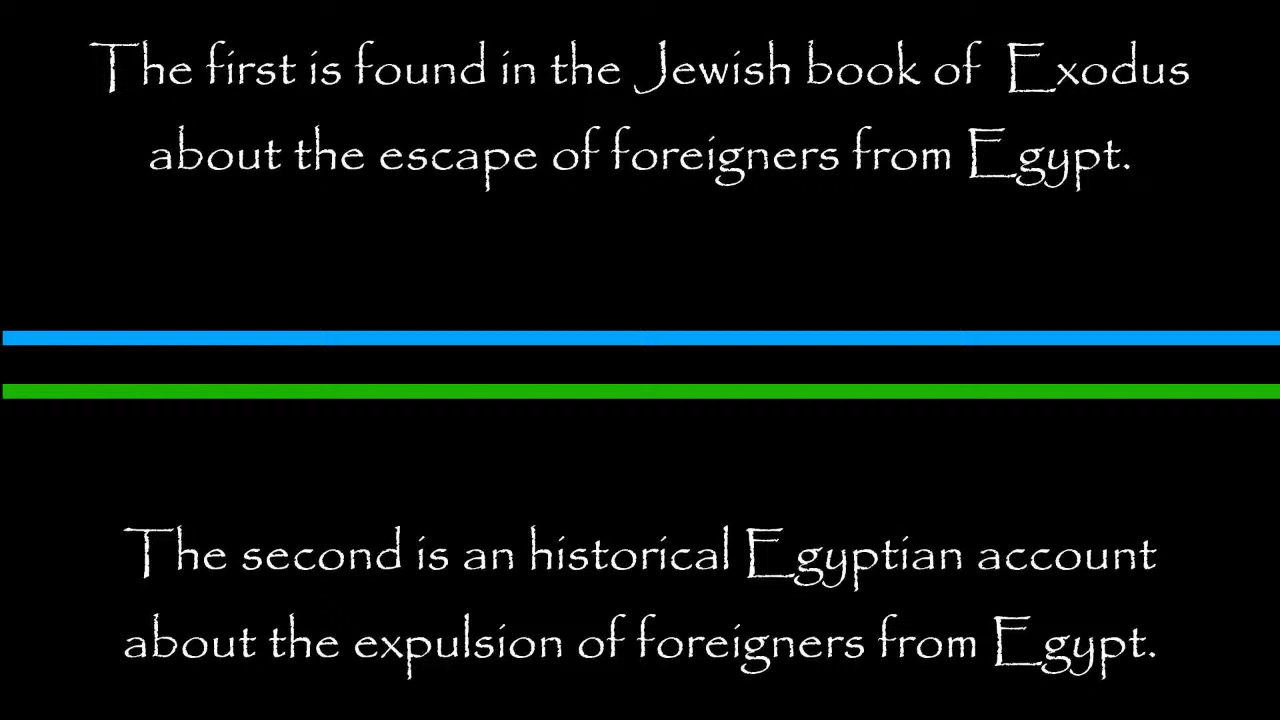 The first is found in the Jewish book of Exodus
about the escape of foreigners from Egypt.
The second is an historical Egyptian account
about the expulsion of foreigners from Egypt.